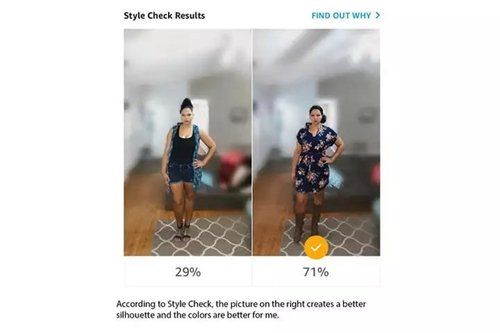 Style Check Results FIND OUT WHY >
29% 71%
According to Style Check, the picture on the right creates a better
silhouette and the colors are better for me.